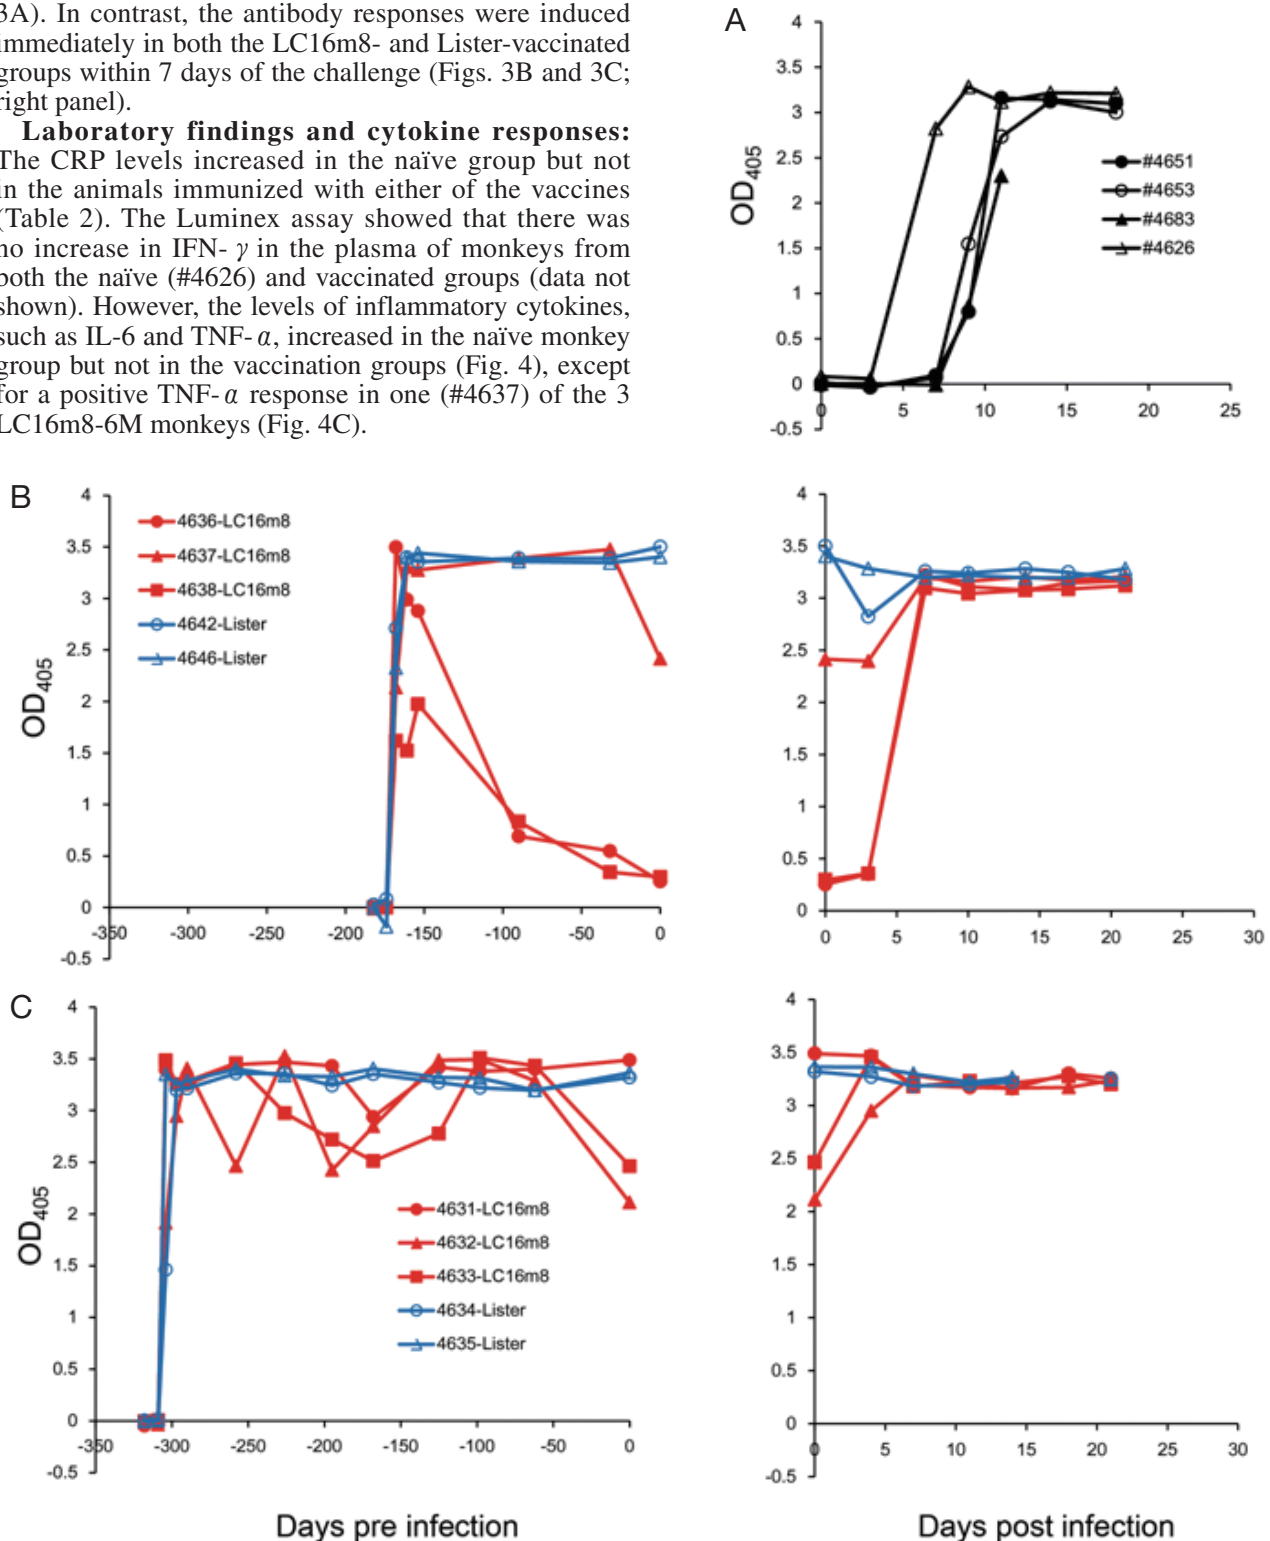 3A). In contrast, the antibody responses were induced
immediately in both the LC16m8- and Lister-vaccinated
groups within 7 days of the challenge (Figs. 3B and 3C;
right panel).
Laboratory findings and cytokine responses:
The CRP levels increased in the naïve group but not
in the animals immunized with either of the vaccines
(Table 2). The Luminex assay showed that there was
no increase in IFN- γ in the plasma of monkeys from
both the naïve (#4626) and vaccinated groups (data not
shown). However, the levels of inflammatory cytokines,
such as IL-6 and TNF- α, increased in the naïve monkey
group but not in the vaccination groups (Fig. 4), except
for a positive TNF- α response in one (#4637) of the 3
LC16m8-6M monkeys (Fig. 4C).
A
4
3.5
3
2.5
2
1.5
1
0.5
0
-0.5
OD405
0 5 10 15 20 25
#4651
#4653
#4683
#4626
B
4
3.5
3
2.5
2
1.5
1
0.5
0
-0.5
OD405
-350 -300 -250 -200 -150 -100 -50 0
4636-LC16m8
4637-LC16m8
4638-LC16m8
4642-Lister
4646-Lister
4
3.5
3
2.5
2
1.5
1
0.5
0
0 5 10 15 20 25 30
C
4
3.5
3
2.5
2
1.5
1
0.5
0
-0.5
OD405
-350 -300 -250 -200 -150 -100 -50 0
4631-LC16m8
4632-LC16m8
4633-LC16m8
4634-Lister
4635-Lister
Days pre infection
4
3.5
3
2.5
2
1.5
1
0.5
0
-0.5
0 5 10 15 20 25 30
Days post infection